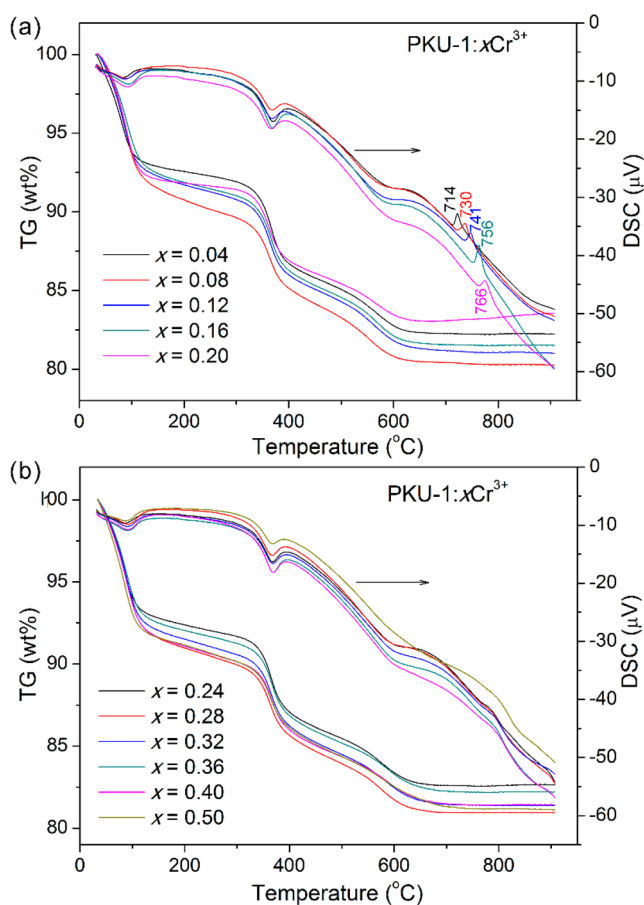 (a)
PKU-1:xCr3+
100
95
90
85
80
TG (wt%)
0
-10
-20
-30
-40
-50
-60
DSC (μV)
714
730
741
756
766
x = 0.04
x = 0.08
x = 0.12
x = 0.16
x = 0.20
0
200
400
600
800
Temperature (oC)
(b)
PKU-1:xCr3+
100
95
90
85
80
TG (wt%)
0
-10
-20
-30
-40
-50
-60
DSC (μV)
x = 0.24
x = 0.28
x = 0.32
x = 0.36
x = 0.40
x = 0.50
0
200
400
600
800
Temperature (oC)